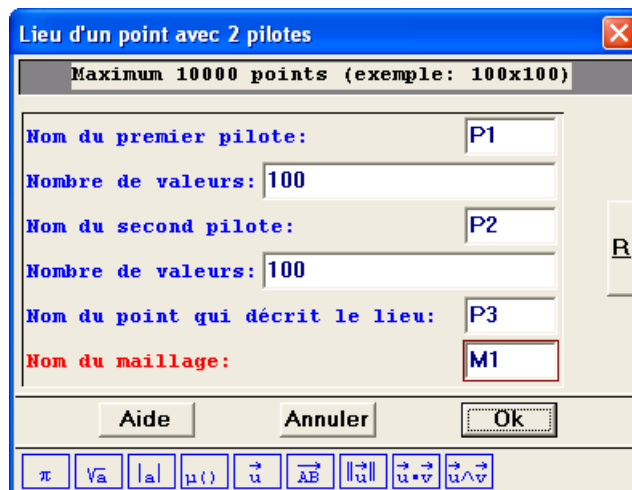 Lieu d'un point avec 2 pilotes
Maximum 10000 points (exemple: 100x100)
Nom du premier pilote: P1
Nombre de valeurs: 100
Nom du second pilote: P2
Nombre de valeurs: 100
R
Nom du point qui décrit le lieu: P3
Nom du maillage: M1
Aide Annuler Ok
π √a |a| μ() u⃗ AB⃗ ‖u⃗‖ u⃗•v⃗ u⃗∧v⃗